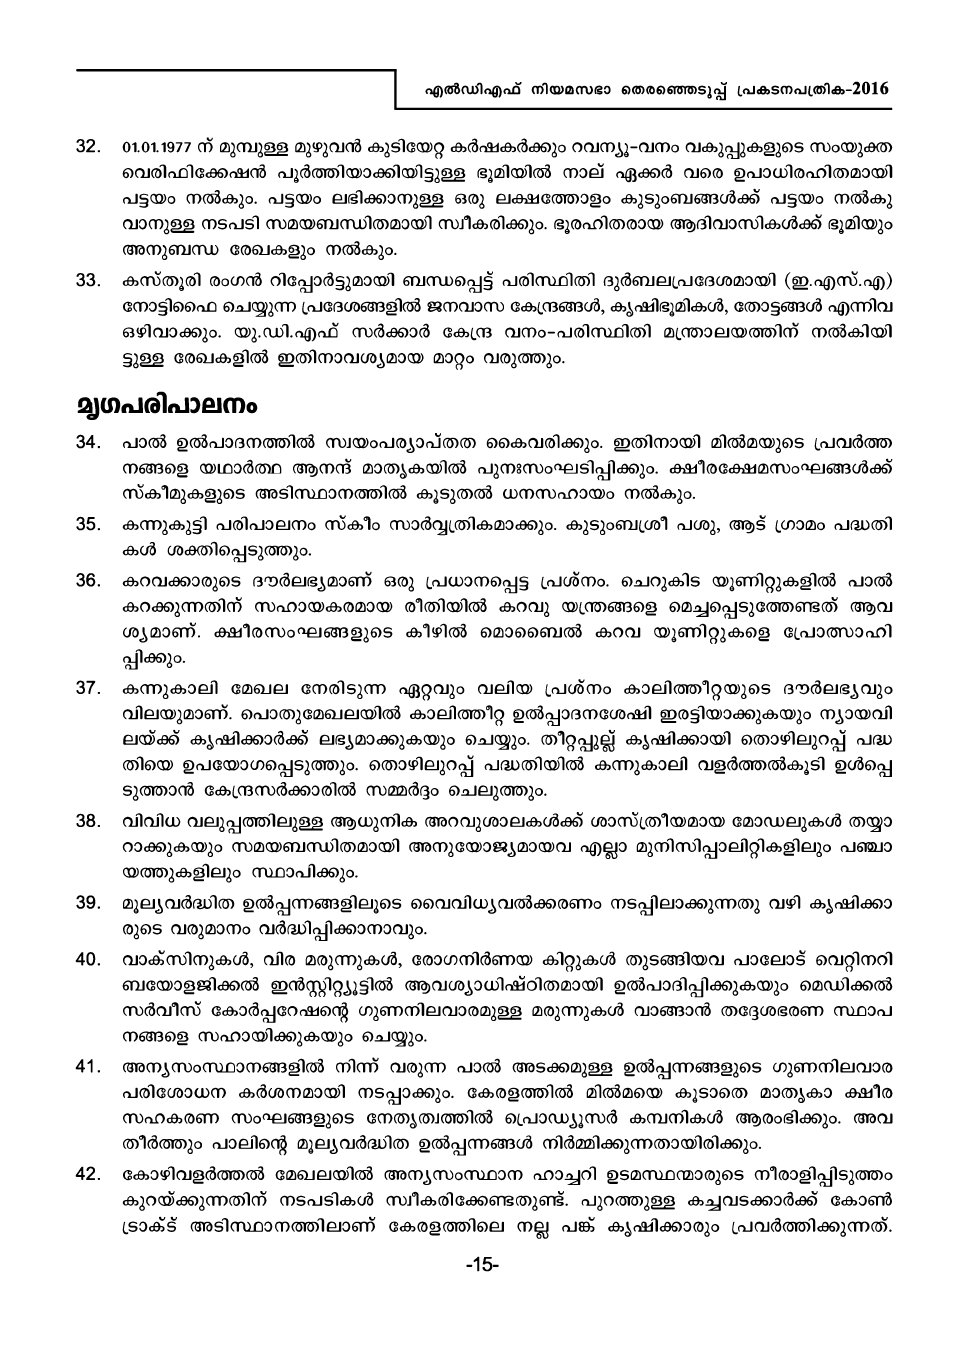 എൽഡിഎഫ് നിയമസഭാ തെരഞ്ഞെടുപ്പ് പ്രകടനപത്രിക-2016
32. 01.01.1977 ന് മുമ്പുള്ള മുഴുവൻ കുടിയേറ്റ കർഷകർക്കും റവന്യൂ-വനം വകുപ്പുകളുടെ സംയുക്ത
വെരിഫിക്കേഷൻ പൂർത്തിയാക്കിയിട്ടുള്ള ഭൂമിയിൽ നാല് ഏക്കർ വരെ ഉപാധിരഹിതമായി
പട്ടയം നൽകും. പട്ടയം ലഭിക്കാനുള്ള ഒരു ലക്ഷത്തോളം കുടുംബങ്ങൾക്ക് പട്ടയം നൽകു
വാനുള്ള നടപടി സമയബന്ധിതമായി സ്വീകരിക്കും. ഭൂരഹിതരായ ആദിവാസികൾക്ക് ഭൂമിയും
അനുബന്ധ രേഖകളും നൽകും.
33. കസ്തൂരി രംഗൻ റിപ്പോർട്ടുമായി ബന്ധപ്പെട്ട് പരിസ്ഥിതി ദുർബലപ്രദേശമായി (ഇ.എസ്.എ)
നോട്ടിഫൈ ചെയ്യുന്ന പ്രദേശങ്ങളിൽ ജനവാസ കേന്ദ്രങ്ങൾ, കൃഷിഭൂമികൾ, തോട്ടങ്ങൾ എന്നിവ
ഒഴിവാക്കും. യു.ഡി.എഫ് സർക്കാർ കേന്ദ്ര വനം-പരിസ്ഥിതി മന്ത്രാലയത്തിന് നൽകിയി
ട്ടുള്ള രേഖകളിൽ ഇതിനാവശ്യമായ മാറ്റം വരുത്തും.
മൃഗപരിപാലനം
34. പാൽ ഉൽപാദനത്തിൽ സ്വയംപര്യാപ്തത കൈവരിക്കും. ഇതിനായി മിൽമയുടെ പ്രവർത്ത
നങ്ങളെ യഥാർത്ഥ ആനന്ദ് മാതൃകയിൽ പുനഃസംഘടിപ്പിക്കും. ക്ഷീരക്ഷേമസംഘങ്ങൾക്ക്
സ്കീമുകളുടെ അടിസ്ഥാനത്തിൽ കൂടുതൽ ധനസഹായം നൽകും.
35. കന്നുകുട്ടി പരിപാലനം സ്കീം സാർവ്വത്രികമാക്കും. കുടുംബശ്രീ പശു, ആട് ഗ്രാമം പദ്ധതി
കൾ ശക്തിപ്പെടുത്തും.
36. കറവക്കാരുടെ ദൗർലഭ്യമാണ് ഒരു പ്രധാനപ്പെട്ട പ്രശ്നം. ചെറുകിട യൂണിറ്റുകളിൽ പാൽ
കറക്കുന്നതിന് സഹായകരമായ രീതിയിൽ കറവു യന്ത്രങ്ങളെ മെച്ചപ്പെടുത്തേണ്ടത് ആവ
ശ്യമാണ്. ക്ഷീരസംഘങ്ങളുടെ കീഴിൽ മൊബൈൽ കറവ യൂണിറ്റുകളെ പ്രോത്സാഹി
പ്പിക്കും.
37. കന്നുകാലി മേഖല നേരിടുന്ന ഏറ്റവും വലിയ പ്രശ്നം കാലിത്തീറ്റയുടെ ദൗർലഭ്യവും
വിലയുമാണ്. പൊതുമേഖലയിൽ കാലിത്തീറ്റ ഉൽപ്പാദനശേഷി ഇരട്ടിയാക്കുകയും ന്യായവി
ലയ്ക്ക് കൃഷിക്കാർക്ക് ലഭ്യമാക്കുകയും ചെയ്യും. തീറ്റപ്പുല്ല് കൃഷിക്കായി തൊഴിലുറപ്പ് പദ്ധ
തിയെ ഉപയോഗപ്പെടുത്തും. തൊഴിലുറപ്പ് പദ്ധതിയിൽ കന്നുകാലി വളർത്തൽകൂടി ഉൾപ്പെ
ടുത്താൻ കേന്ദ്രസർക്കാരിൽ സമ്മർദ്ദം ചെലുത്തും.
38. വിവിധ വലുപ്പത്തിലുള്ള ആധുനിക അറവുശാലകൾക്ക് ശാസ്ത്രീയമായ മോഡലുകൾ തയ്യാ
റാക്കുകയും സമയബന്ധിതമായി അനുയോജ്യമായവ എല്ലാ മുനിസിപ്പാലിറ്റികളിലും പഞ്ചാ
യത്തുകളിലും സ്ഥാപിക്കും.
39. മൂല്യവർദ്ധിത ഉൽപ്പന്നങ്ങളിലൂടെ വൈവിധ്യവൽക്കരണം നടപ്പിലാക്കുന്നതു വഴി കൃഷിക്കാ
രുടെ വരുമാനം വർദ്ധിപ്പിക്കാനാവും.
40. വാക്സിനുകൾ, വിര മരുന്നുകൾ, രോഗനിർണയ കിറ്റുകൾ തുടങ്ങിയവ പാലോട് വെറ്റിനറി
ബയോളജിക്കൽ ഇൻസ്റ്റിറ്റ്യൂട്ടിൽ ആവശ്യാധിഷ്ഠിതമായി ഉൽപാദിപ്പിക്കുകയും മെഡിക്കൽ
സർവീസ് കോർപ്പറേഷന്റെ ഗുണനിലവാരമുള്ള മരുന്നുകൾ വാങ്ങാൻ തദ്ദേശഭരണ സ്ഥാപ
നങ്ങളെ സഹായിക്കുകയും ചെയ്യും.
41. അന്യസംസ്ഥാനങ്ങളിൽ നിന്ന് വരുന്ന പാൽ അടക്കമുള്ള ഉൽപ്പന്നങ്ങളുടെ ഗുണനിലവാര
പരിശോധന കർശനമായി നടപ്പാക്കും. കേരളത്തിൽ മിൽമയെ കൂടാതെ മാതൃകാ ക്ഷീര
സഹകരണ സംഘങ്ങളുടെ നേതൃത്വത്തിൽ പ്രൊഡ്യൂസർ കമ്പനികൾ ആരംഭിക്കും. അവ
തീർത്തും പാലിന്റെ മൂല്യവർദ്ധിത ഉൽപ്പന്നങ്ങൾ നിർമ്മിക്കുന്നതായിരിക്കും.
42. കോഴിവളർത്തൽ മേഖലയിൽ അന്യസംസ്ഥാന ഹാച്ചറി ഉടമസ്ഥന്മാരുടെ നീരാളിപ്പിടുത്തം
കുറയ്ക്കുന്നതിന് നടപടികൾ സ്വീകരിക്കേണ്ടതുണ്ട്. പുറത്തുള്ള കച്ചവടക്കാർക്ക് കോൺ
ട്രാക്ട് അടിസ്ഥാനത്തിലാണ് കേരളത്തിലെ നല്ല പങ്ക് കൃഷിക്കാരും പ്രവർത്തിക്കുന്നത്.
-15-